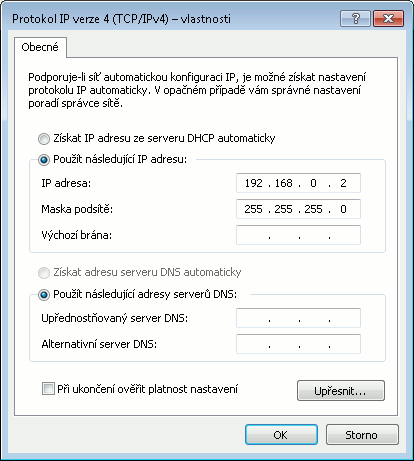 Protokol IP verze 4 (TCP/IPv4) – vlastnosti
Obecné
Podporuje-li síť automatickou konfiguraci IP, je možné získat nastavení
protokolu IP automaticky. V opačném případě vám správné nastavení
poradí správce sítě.
Získat IP adresu ze serveru DHCP automaticky
Použít následující IP adresu:
IP adresa: 192 . 168 . 0 . 2
Maska podsítě: 255 . 255 . 255 . 0
Výchozí brána: . . .
Získat adresu serveru DNS automaticky
Použít následující adresy serverů DNS:
Upřednostňovaný server DNS: . . .
Alternativní server DNS: . . .
Při ukončení ověřit platnost nastavení
Upřesnit...
OK Storno